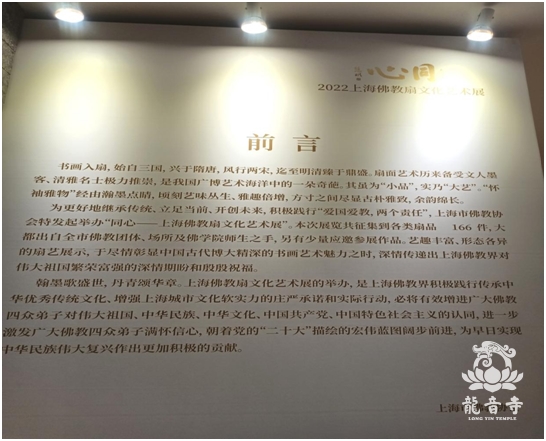 同心
2022上海佛教扇文化艺术展
前言
书画入扇，始自三国，兴于隋唐，风行两宋，迄至明清臻于鼎盛。扇面艺术历来备受文人墨
客、清雅名士极力推崇，是我国广博艺术海洋中的一朵奇葩。其虽为“小品”，实乃“大艺”。“怀
袖雅物”经由瀚墨点睛，顷刻艺味丛生、雅趣倍增，方寸之间尽显古朴雅致、余韵绵长。
为更好地继承传统，立足当前，开创未来，积极践行“爱国爱教，两个责任”，上海市佛教协
会特发起举办“同心——上海佛教扇文化艺术展”。本次展览共征集到各类扇品 166 件，大
都出自全市佛教团体、场所及佛学院师生之手，另有少量应邀参展作品。艺趣丰富、形态各异
的扇艺展示，于尽情彰显中国古代博大精深的书画艺术魅力之时，深情传递出上海佛教界对
伟大祖国繁荣富强的深情期盼和殷殷祝福。
翰墨歌盛世，丹青颂华章。上海佛教扇文化艺术展的举办，是上海佛教界积极践行传承中
华优秀传统文化、增强上海城市文化软实力的庄严承诺和实际行动，必将有效增进广大佛教
四众弟子对伟大祖国、中华民族、中华文化、中国共产党、中国特色社会主义的认同，进一步
激发广大佛教四众弟子满怀信心，朝着党的“二十大”描绘的宏伟蓝图阔步前进，为早日实现
中华民族伟大复兴作出更加积极的贡献。
上海
龍音寺
LONG YIN TEMPLE